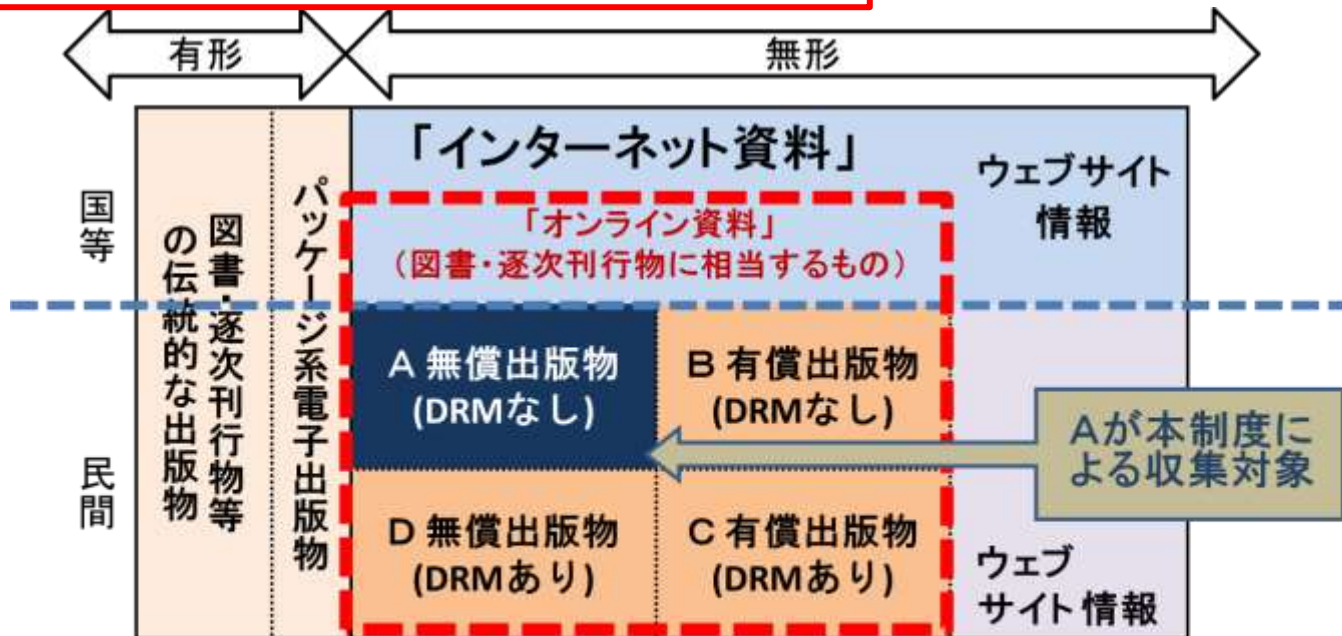 有形
無形
国等
民間
図書・逐次刊行物等
の伝統的な出版物
パッケージ系電子出版物
「インターネット資料」
「オンライン資料」
（図書・逐次刊行物に相当するもの）
ウェブサイト
情報
A 無償出版物
(DRMなし)
B 有償出版物
(DRMなし)
Aが本制度に
よる収集対象
D 無償出版物
(DRMあり)
C 有償出版物
(DRMあり)
ウェブ
サイト情報